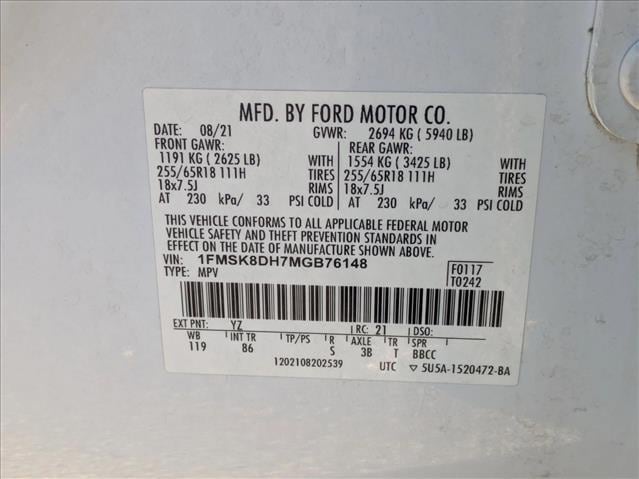 MFD. BY FORD MOTOR CO.
DATE: 08/21 GVWR: 2694 KG ( 5940 LB)
FRONT GAWR: REAR GAWR:
1191 KG ( 2625 LB) WITH 1554 KG ( 3425 LB) WITH
255/65R18 111H TIRES 255/65R18 111H TIRES
18x7.5J RIMS 18x7.5J RIMS
AT 230 kPa/ 33 PSI COLD AT 230 kPa/ 33 PSI COLD
THIS VEHICLE CONFORMS TO ALL APPLICABLE FEDERAL MOTOR
VEHICLE SAFETY AND THEFT PREVENTION STANDARDS IN
EFFECT ON THE DATE OF MANUFACTURE SHOWN ABOVE.
VIN: 1FMSK8DH7MGB76148 F0117
TYPE: MPV T0242
EXT PNT: YZ RC: 21 DSO:
WB INT TR TP/PS R AXLE TR SPR
119 86 S 3B T BBCC
1202108202539 UTC ▽ 5U5A-1520472-BA